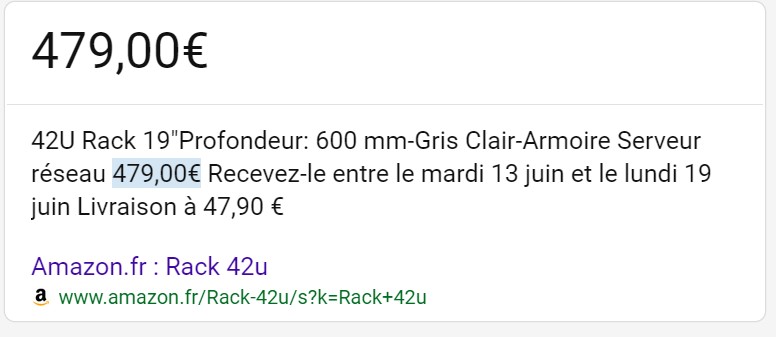 479,00€
42U Rack 19"Profondeur: 600 mm-Gris Clair-Armoire Serveur
réseau 479,00€ Recevez-le entre le mardi 13 juin et le lundi 19
juin Livraison à 47,90 €
Amazon.fr : Rack 42u
www.amazon.fr/Rack-42u/s?k=Rack+42u